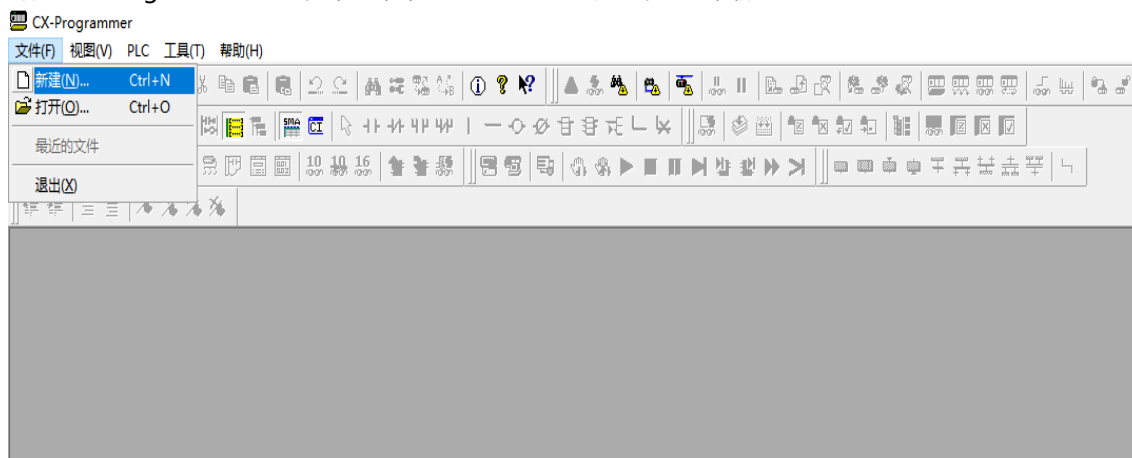 CX-Programmer
文件(F) 视图(V) PLC 工具(T) 帮助(H)
新建(N)... Ctrl+N
打开(O)... Ctrl+O
最近的文件
退出(X)
SMA CI
10 10 16